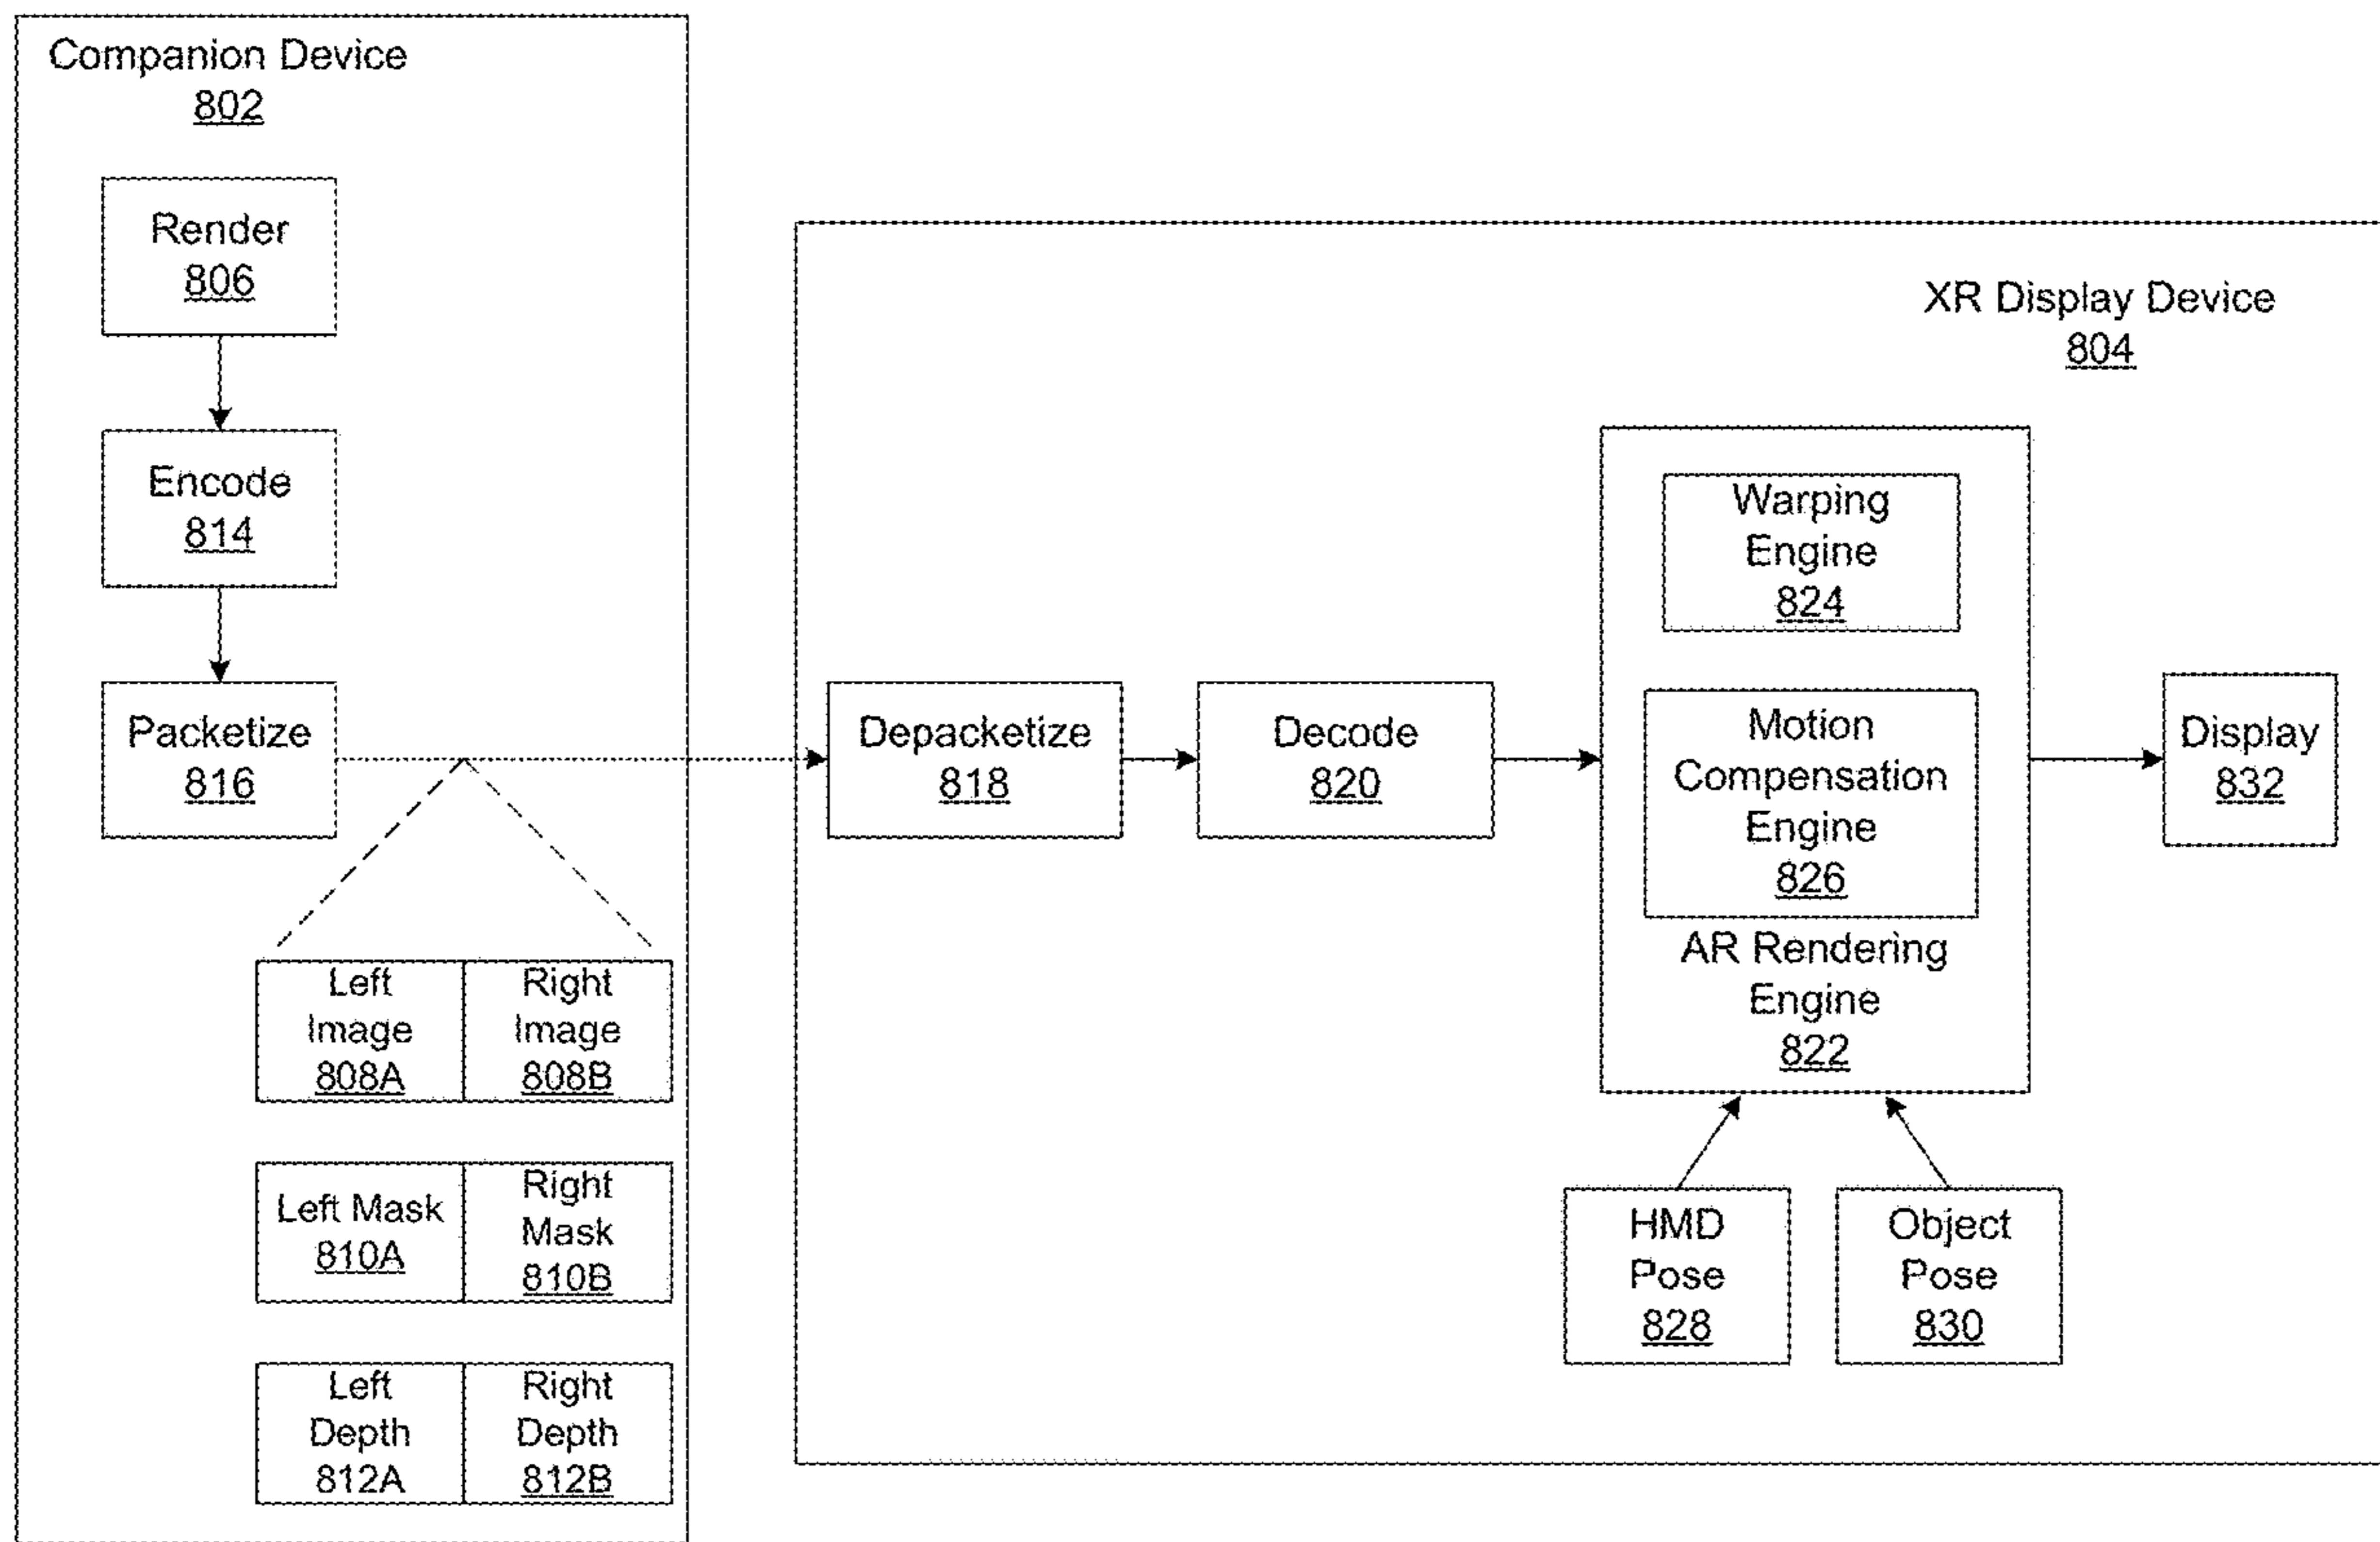 Companion Device
802
Render
806
Encode
814
Packetize
816
Left
Image
808A
Right
Image
808B
Left Mask
810A
Right
Mask
810B
Left
Depth
812A
Right
Depth
812B
XR Display Device
804
Depacketize
818
Decode
820
Warping
Engine
824
Motion
Compensation
Engine
826
AR Rendering
Engine
822
HMD
Pose
828
Object
Pose
830
Display
832